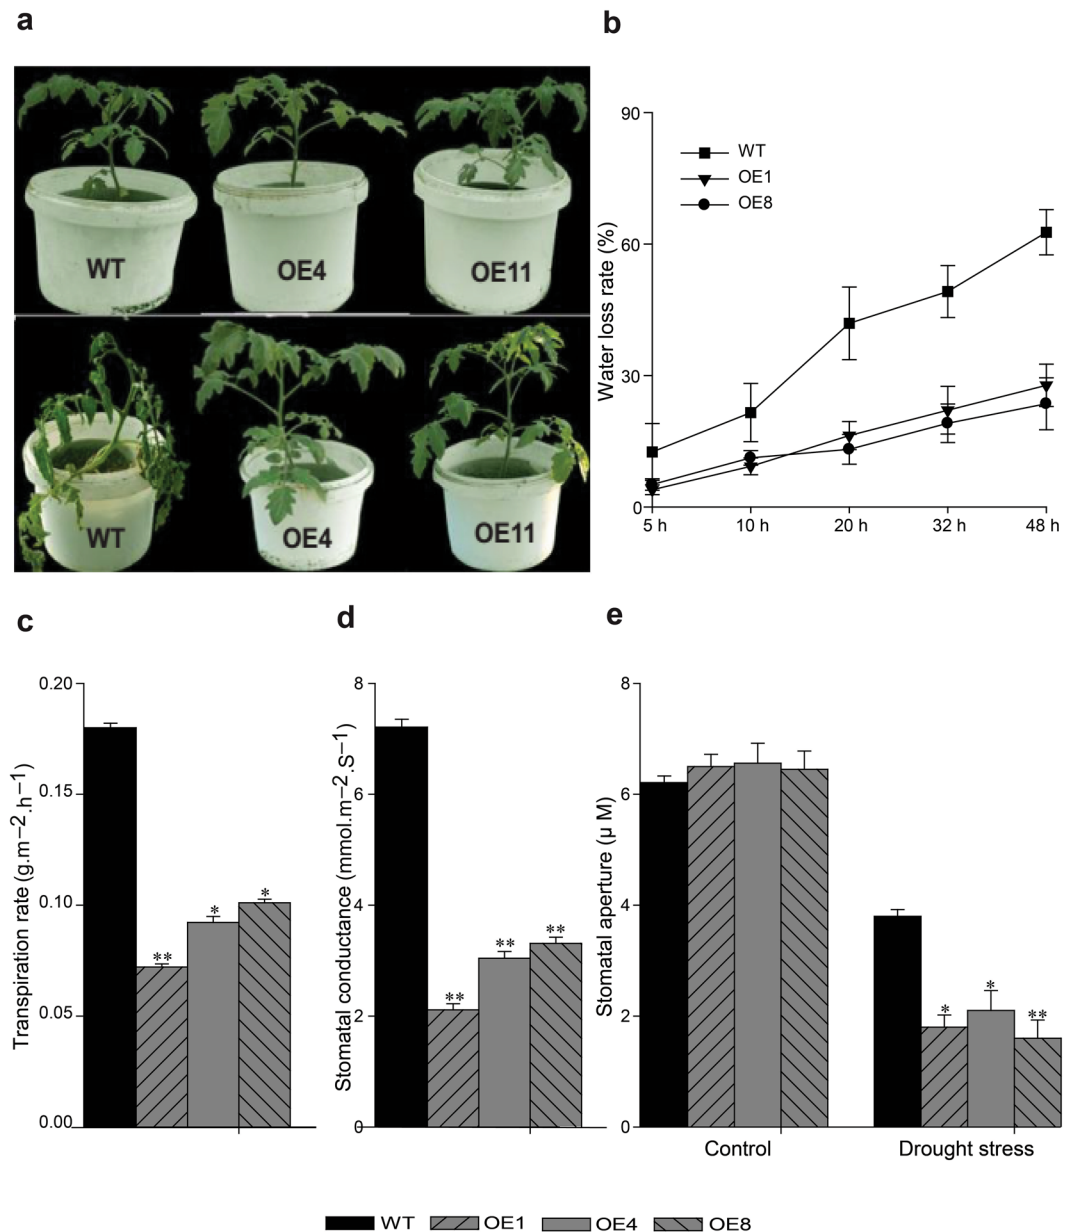 a
WT
OE4
OE11
WT
OE4
OE11
b
Water loss rate (%)
90
60
30
0
WT
OE1
OE8
5 h
10 h
20 h
32 h
48 h
c
Transpiration rate (g.m−2.h−1)
0.20
0.15
0.10
0.05
0.00
**
*
*
d
Stomatal conductance (mmol.m−2.S−1)
8
6
4
2
0
**
**
**
e
Stomatal aperture (μ M)
8
6
4
2
0
*
*
**
Control
Drought stress
WT
OE1
OE4
OE8